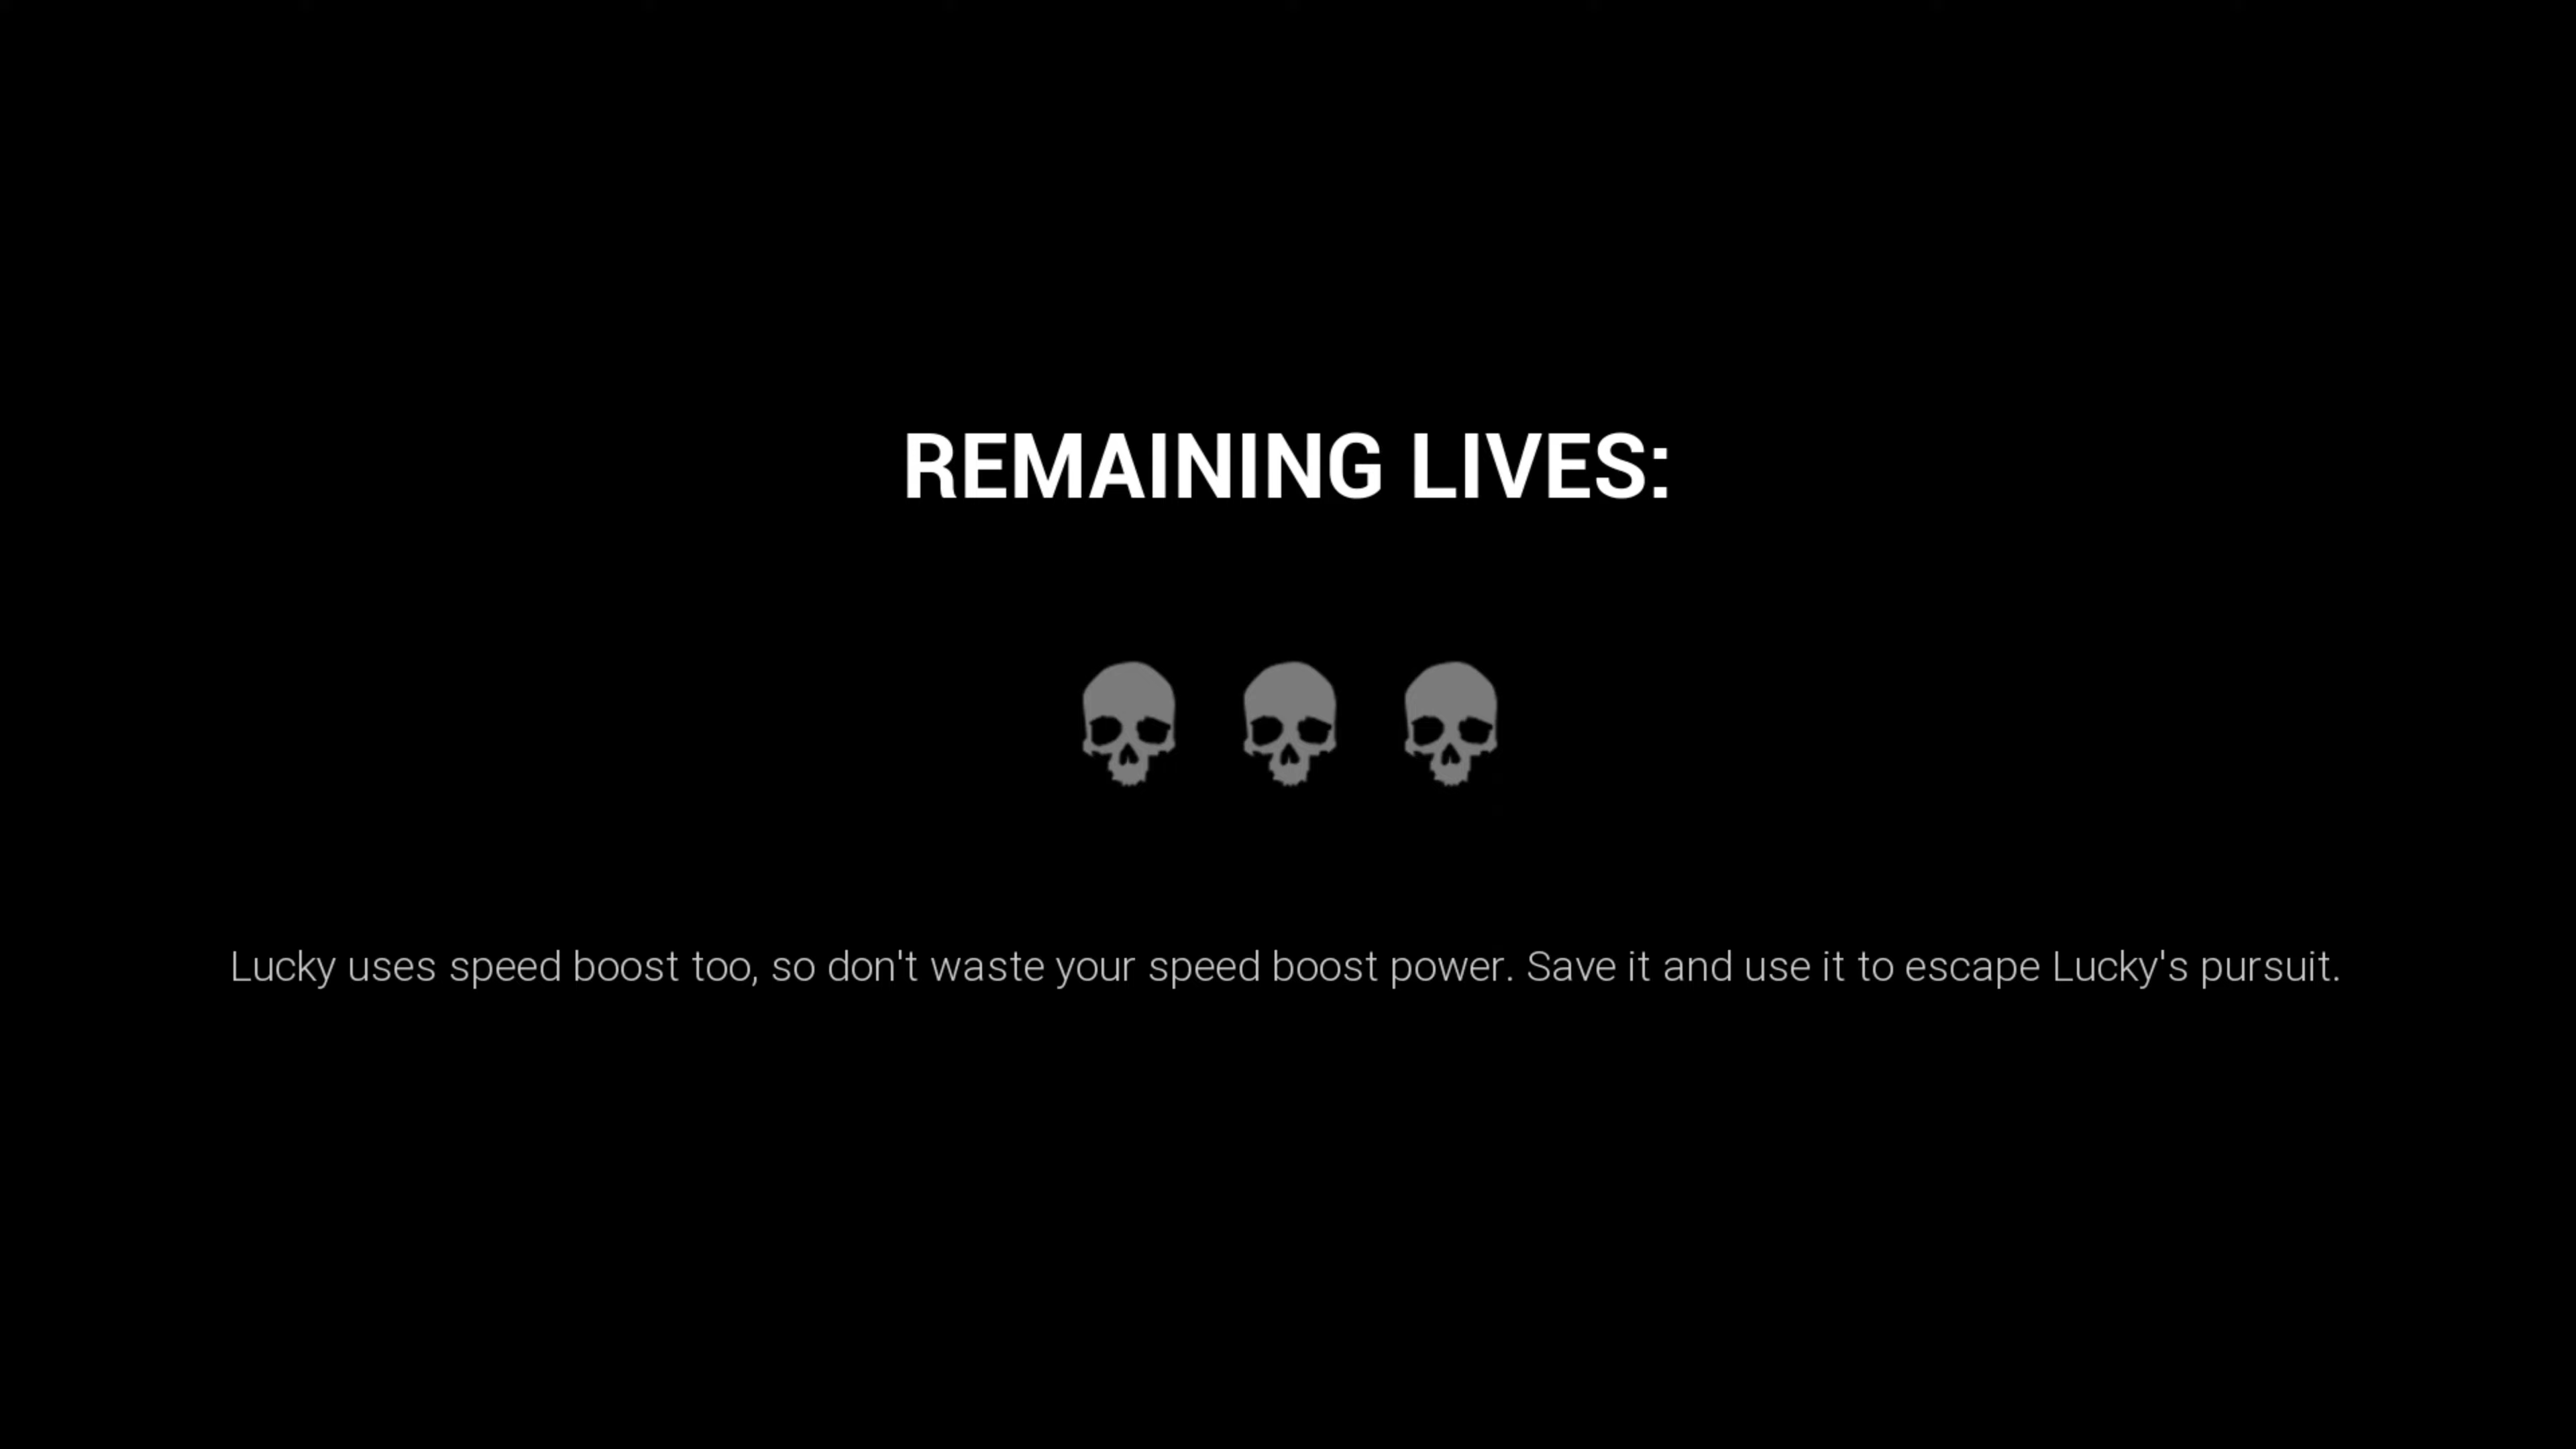 REMAINING LIVES:
Lucky uses speed boost too, so don't waste your speed boost power. Save it and use it to escape Lucky's pursuit.